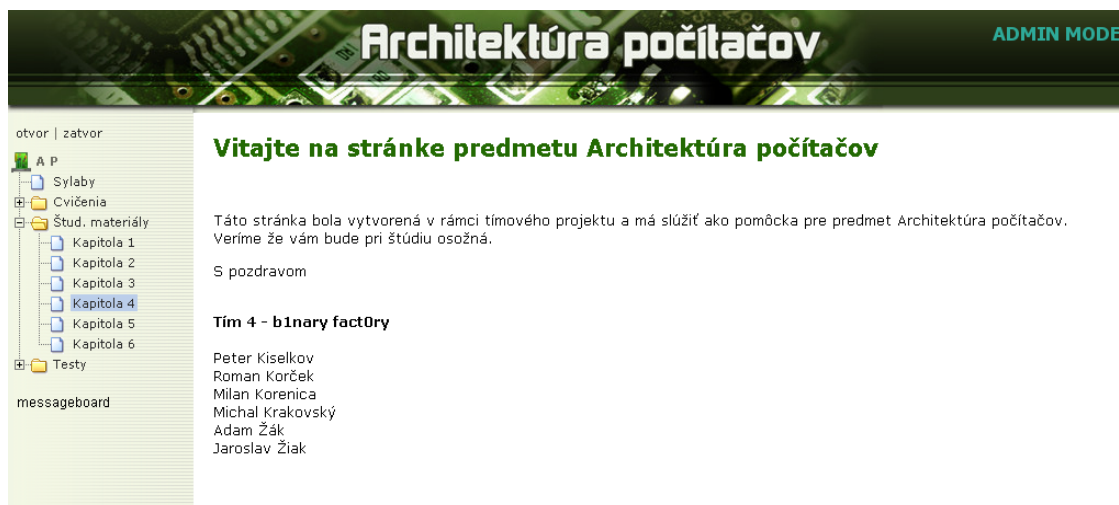 Architektúra počítačov
ADMIN MODE
otvor | zatvor
A P
Sylaby
Cvičenia
Štud. materiály
Kapitola 1
Kapitola 2
Kapitola 3
Kapitola 4
Kapitola 5
Kapitola 6
Testy
messageboard
Vitajte na stránke predmetu Architektúra počítačov
Táto stránka bola vytvorená v rámci tímového projektu a má slúžiť ako pomôcka pre predmet Architektúra počítačov.
Veríme že vám bude pri štúdiu osožná.
S pozdravom
Tím 4 - b1nary fact0ry
Peter Kiselkov
Roman Korček
Milan Korenica
Michal Krakovský
Adam Žák
Jaroslav Žiak